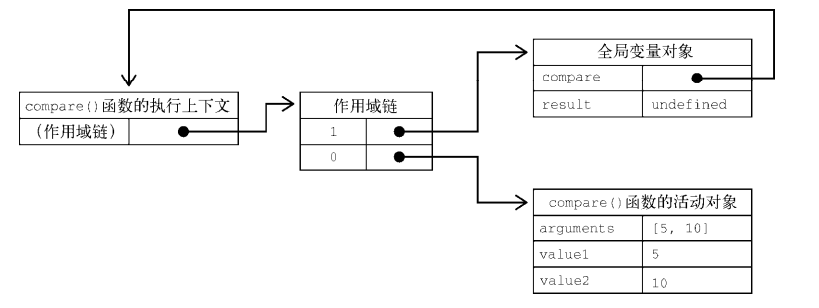 全局变量对象
compare
result undefined
compare()函数的执行上下文
(作用域链)
作用域链
1
0
compare()函数的活动对象
arguments [5, 10]
value1 5
value2 10